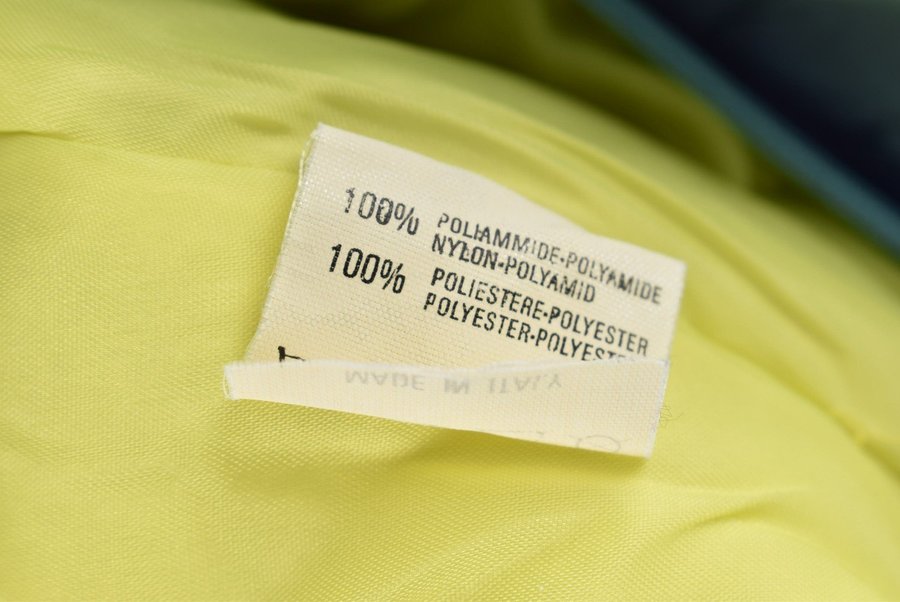 100% POLIAMMIDE·POLYAMIDE
NYLON·POLYAMID
100% POLIESTERE·POLYESTER
POLYESTER·POLYESTER
MADE IN ITALY